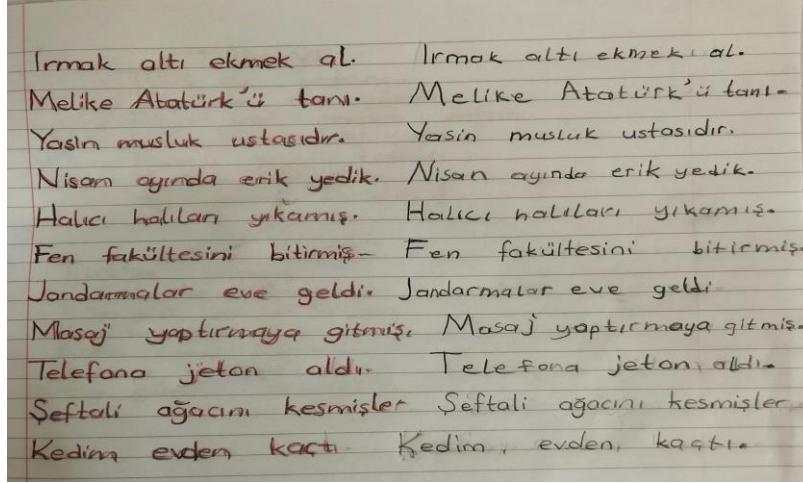 Irmak altı ekmek al. Irmak altı ekmek al.
Melike Atatürk'ü tanı. Melike Atatürk'ü tanı.
Yasin musluk ustasıdır. Yasin musluk ustasıdır.
Nisan ayında erik yedik. Nisan ayında erik yedik.
Halıcı halıları yıkamış. Halıcı halıları yıkamış.
Fen fakültesini bitirmiş. Fen fakültesini bitirmiş.
Jandarmalar eve geldi. Jandarmalar eve geldi
Masaj yaptırmaya gitmiş. Masaj yaptırmaya gitmiş.
Telefona jeton aldı. Telefona jeton aldı.
Şeftali ağacını kesmişler Şeftali ağacını kesmişler
Kedim evden kaçtı Kedim, evden, kaçtı.